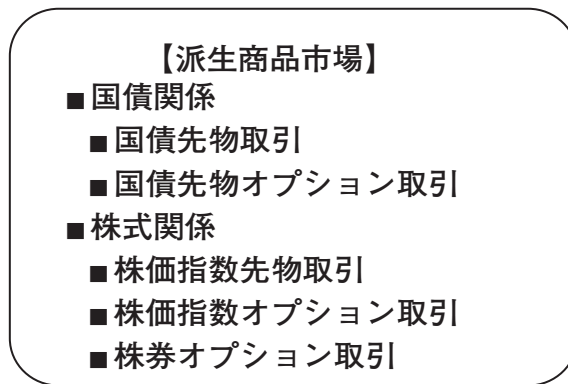 【派生商品市場】
■国債関係
■国債先物取引
■国債先物オプション取引
■株式関係
■株価指数先物取引
■株価指数オプション取引
■株券オプション取引